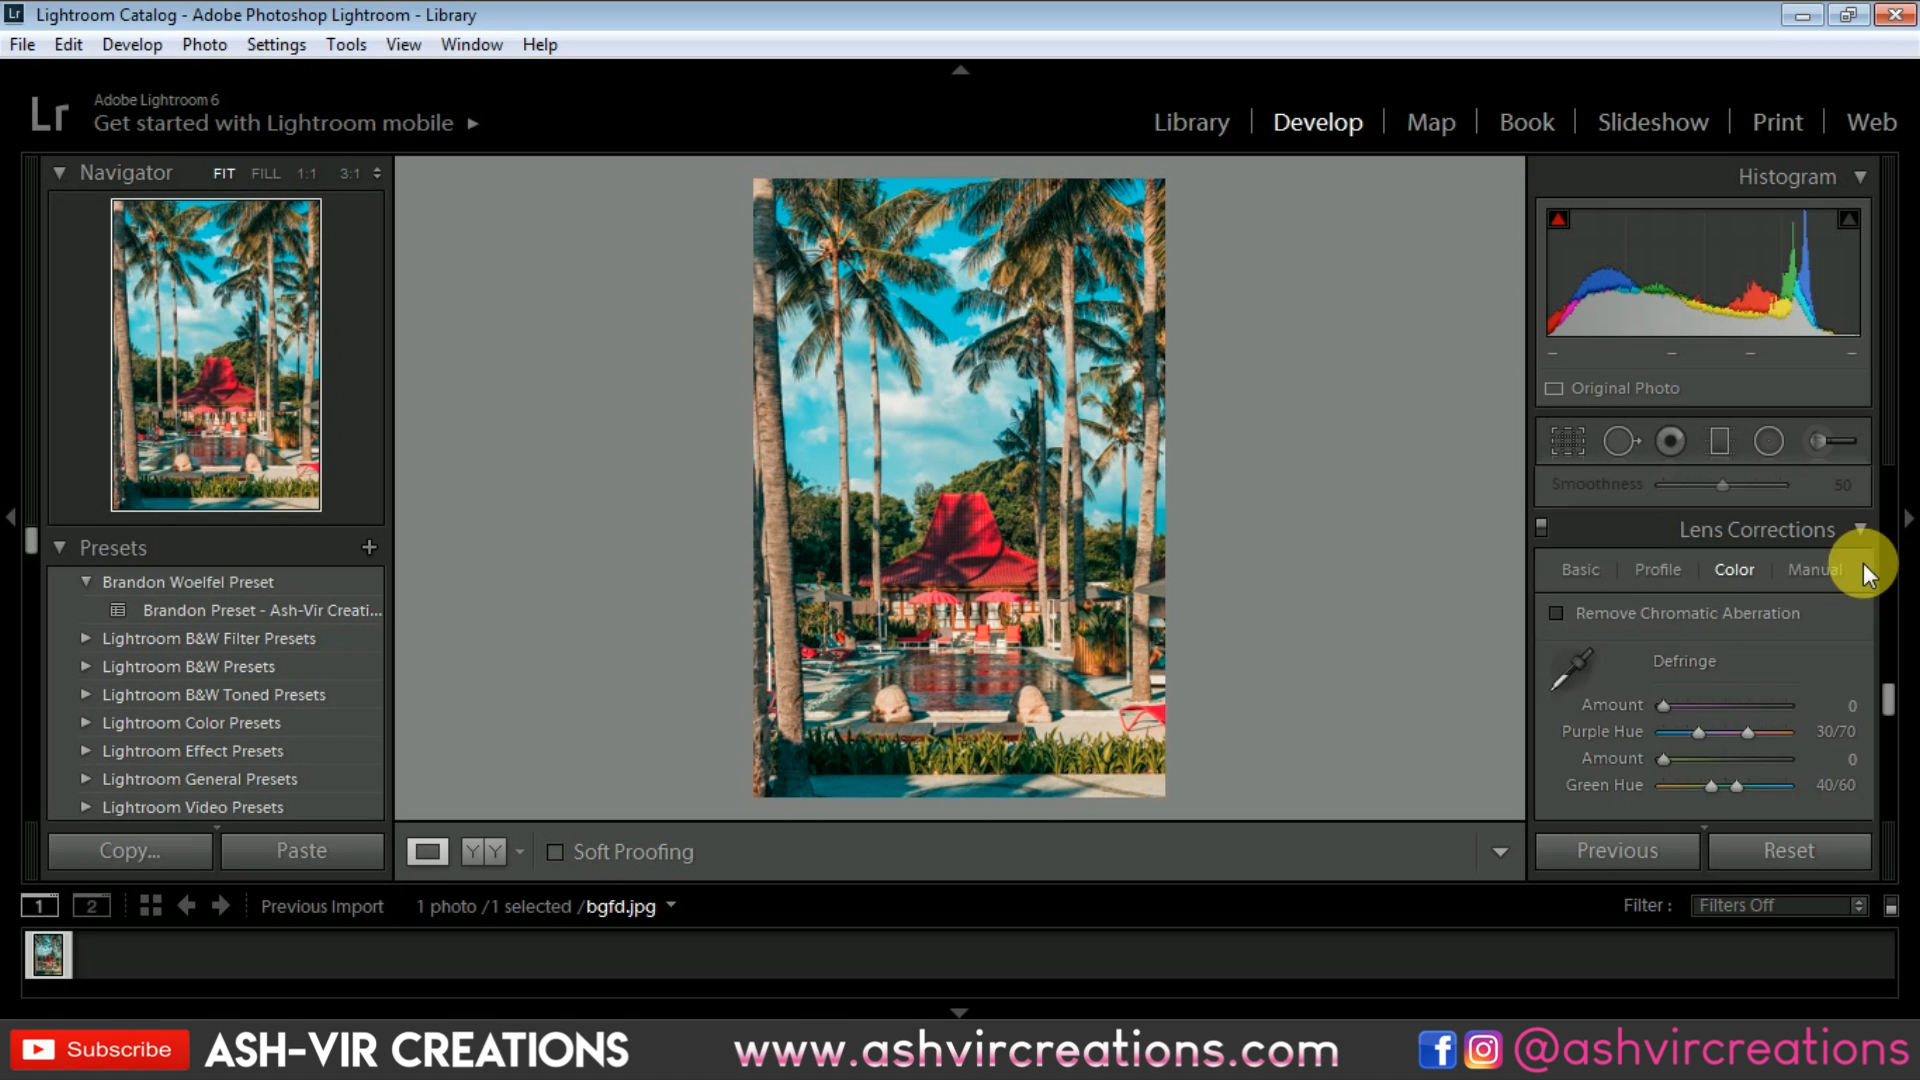 Lr Lightroom Catalog - Adobe Photoshop Lightroom - Library
File Edit Develop Photo Settings Tools View Window Help
Lr
Adobe Lightroom 6
Get started with Lightroom mobile
Library | Develop | Map | Book | Slideshow | Print | Web
Navigator FIT FILL 1:1 3:1
Presets +
Brandon Woelfel Preset
Brandon Preset - Ash-Vir Creati...
Lightroom B&W Filter Presets
Lightroom B&W Presets
Lightroom B&W Toned Presets
Lightroom Color Presets
Lightroom Effect Presets
Lightroom General Presets
Lightroom Video Presets
Copy... Paste
YY Soft Proofing
Histogram
Original Photo
Smoothness 50
Lens Corrections
Basic | Profile | Color | Manual
Remove Chromatic Aberration
Defringe
Amount 0
Purple Hue 30/70
Amount 0
Green Hue 40/60
Previous Reset
1 2 Previous Import 1 photo /1 selected /bgfd.jpg Filter : Filters Off
Subscribe ASH-VIR CREATIONS www.ashvircreations.com @ashvircreations